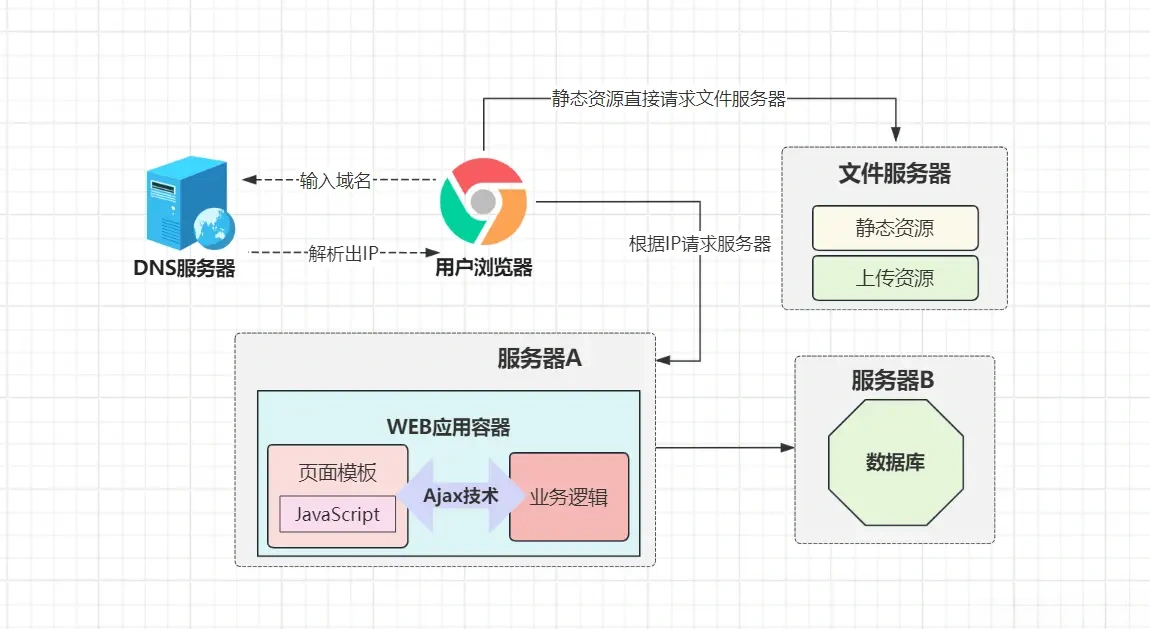 静态资源直接请求文件服务器
文件服务器
静态资源
上传资源
输入域名
解析出IP
DNS服务器
用户浏览器
根据IP请求服务器
服务器A
WEB应用容器
页面模板
JavaScript
Ajax技术
业务逻辑
服务器B
数据库